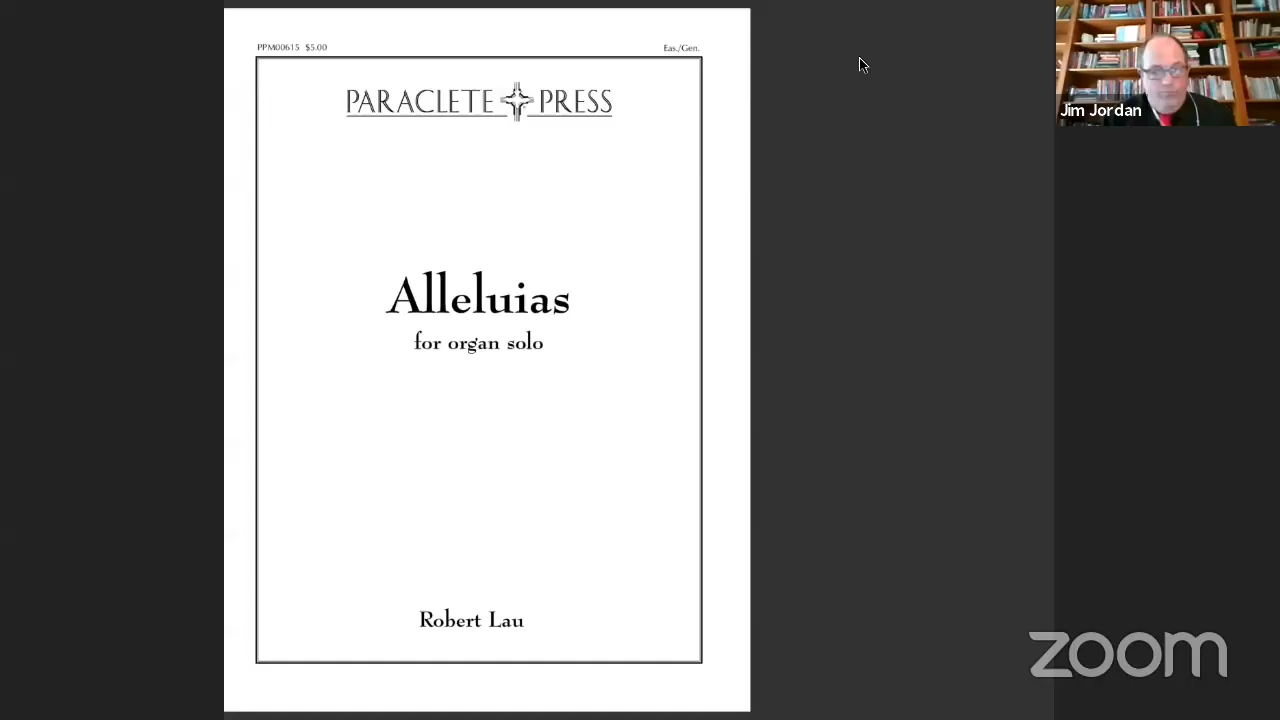 PPM00615 $5.00
Eas./Gen.
PARACLETE PRESS
Alleluias
for organ solo
Robert Lau
Jim Jordan
zoom